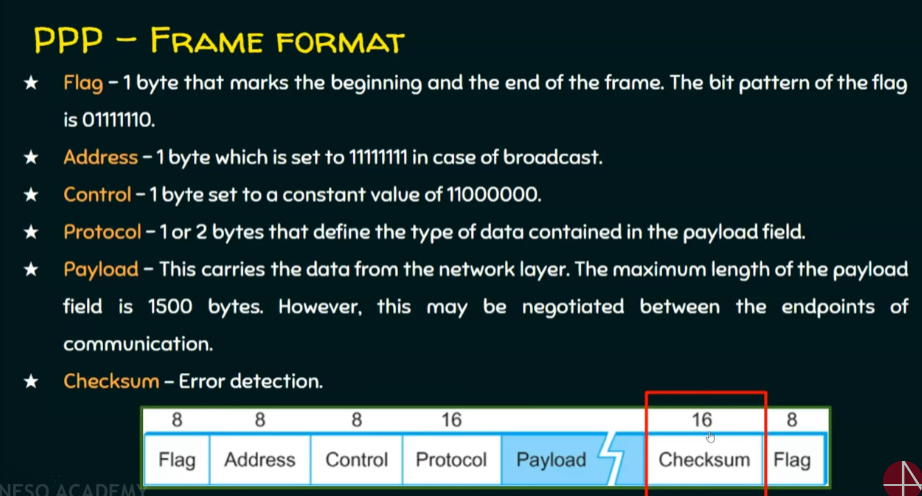 PPP – FRAME FORMAT
★ Flag – 1 byte that marks the beginning and the end of the frame. The bit pattern of the flag
is 01111110.
★ Address – 1 byte which is set to 11111111 in case of broadcast.
★ Control – 1 byte set to a constant value of 11000000.
★ Protocol – 1 or 2 bytes that define the type of data contained in the payload field.
★ Payload – This carries the data from the network layer. The maximum length of the payload
field is 1500 bytes. However, this may be negotiated between the endpoints of
communication.
★ Checksum – Error detection.
8 8 8 16 16 8
Flag Address Control Protocol Payload Checksum Flag
NESO ACADEMY